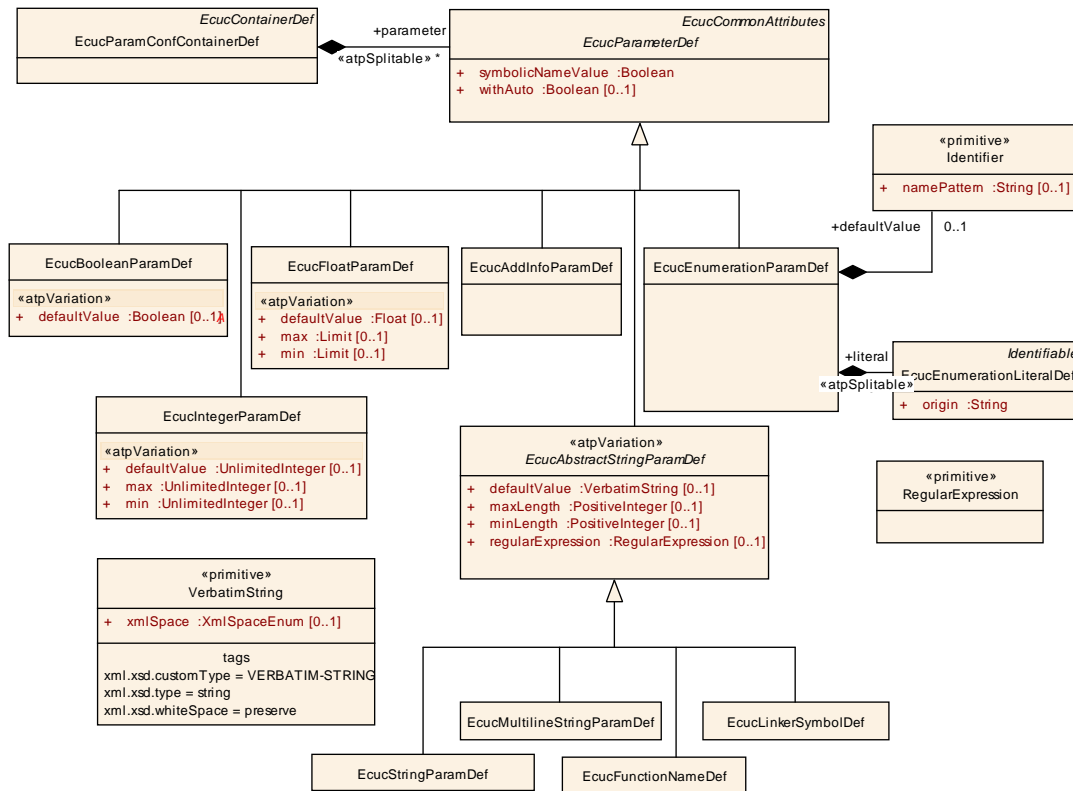 EcucContainerDef
EcucParamConfContainerDef
+parameter
«atpSplitable» *
EcucCommonAttributes
EcucParameterDef
+ symbolicNameValue :Boolean
+ withAuto :Boolean [0..1]
«primitive»
Identifier
+ namePattern :String [0..1]
+defaultValue 0..1
EcucBooleanParamDef
«atpVariation»
+ defaultValue :Boolean [0..1]
EcucFloatParamDef
«atpVariation»
+ defaultValue :Float [0..1]
+ max :Limit [0..1]
+ min :Limit [0..1]
EcucAddInfoParamDef
EcucEnumerationParamDef
+literal
«atpSplitable»
Identifiable
EcucEnumerationLiteralDef
+ origin :String
EcucIntegerParamDef
«atpVariation»
+ defaultValue :UnlimitedInteger [0..1]
+ max :UnlimitedInteger [0..1]
+ min :UnlimitedInteger [0..1]
«atpVariation»
EcucAbstractStringParamDef
+ defaultValue :VerbatimString [0..1]
+ maxLength :PositiveInteger [0..1]
+ minLength :PositiveInteger [0..1]
+ regularExpression :RegularExpression [0..1]
«primitive»
RegularExpression
«primitive»
VerbatimString
+ xmlSpace :XmlSpaceEnum [0..1]
tags
xml.xsd.customType = VERBATIM-STRING
xml.xsd.type = string
xml.xsd.whiteSpace = preserve
EcucMultilineStringParamDef
EcucLinkerSymbolDef
EcucStringParamDef
EcucFunctionNameDef